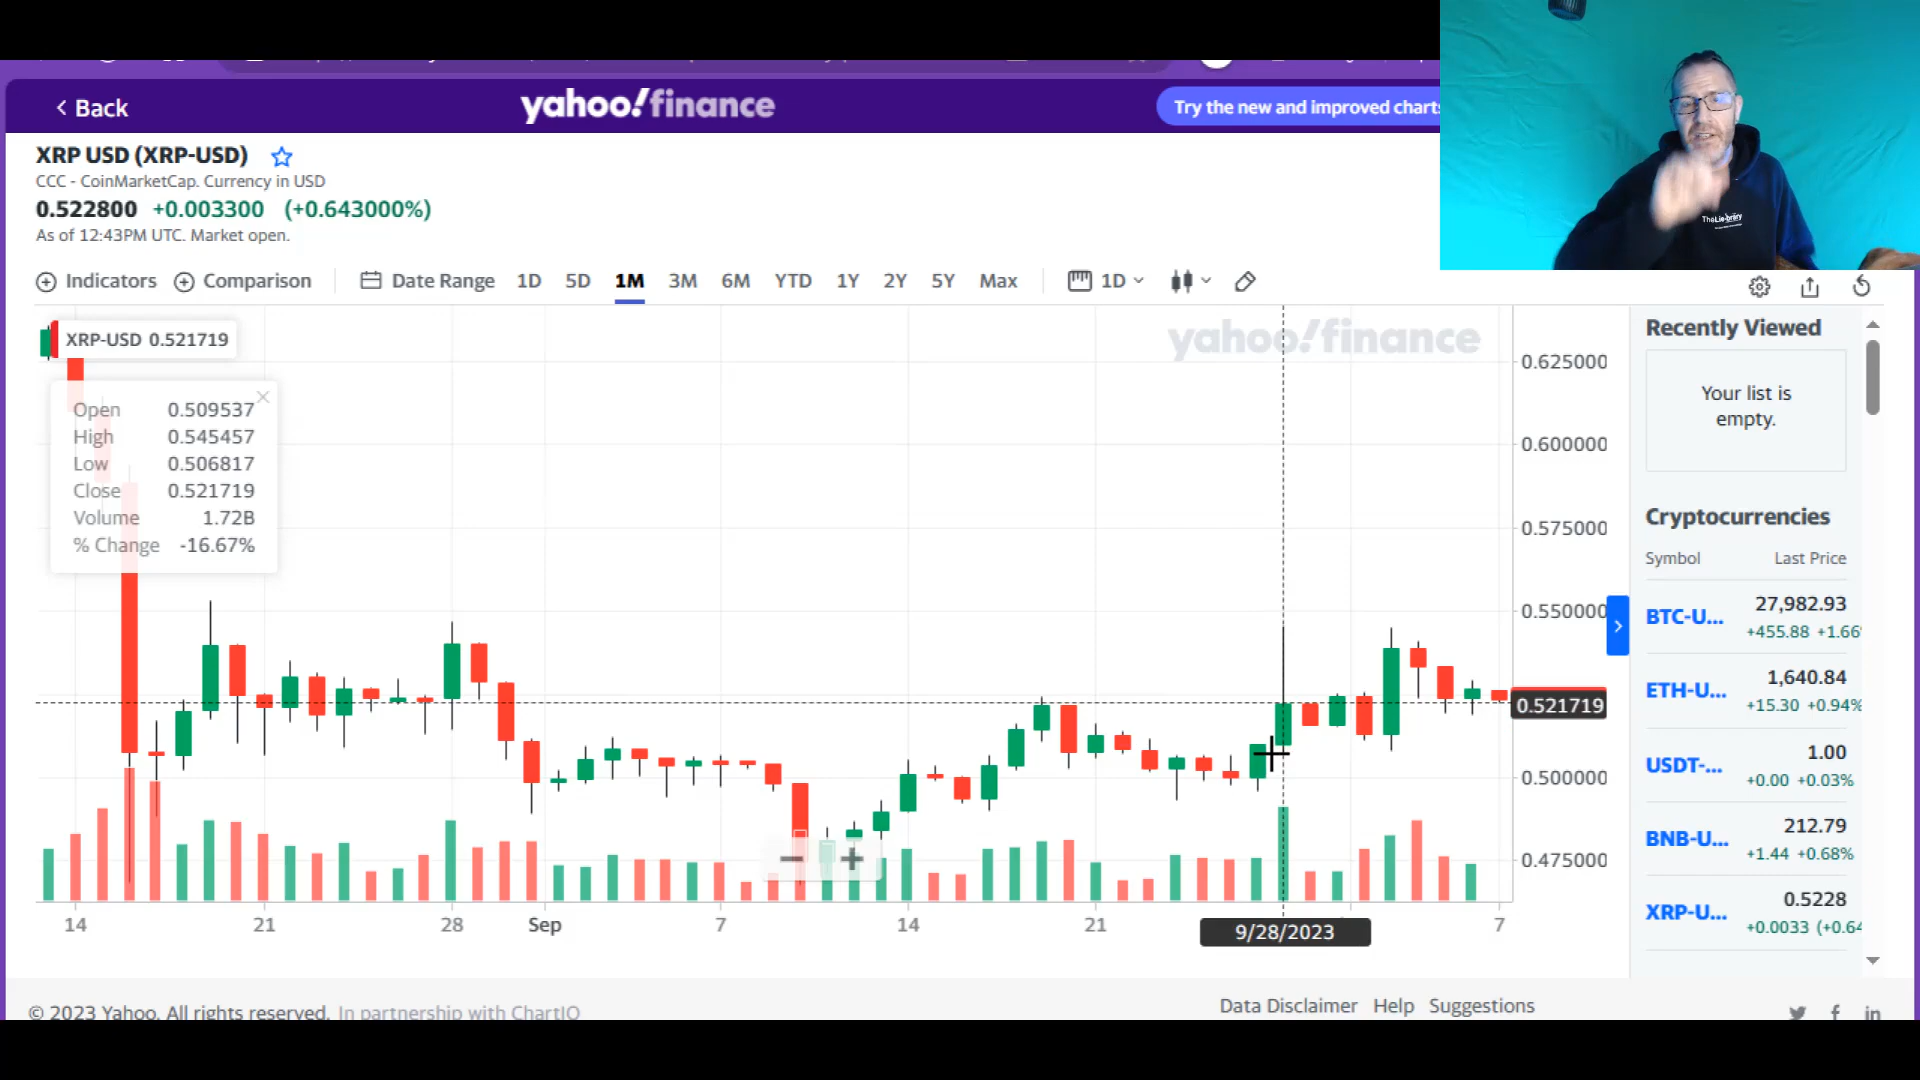 Back
yahoo!finance
Try the new and improved charts
XRP USD (XRP-USD)
CCC - CoinMarketCap. Currency in USD
0.522800 +0.003300 (+0.643000%)
As of 12:43PM UTC. Market open.
Indicators Comparison Date Range 1D 5D 1M 3M 6M YTD 1Y 2Y 5Y Max 1D
XRP-USD 0.521719
yahoo!finance
Open 0.509537
High 0.545457
Low 0.506817
Close 0.521719
Volume 1.72B
% Change -16.67%
0.625000
0.600000
0.575000
0.550000
0.521719
0.500000
0.475000
14 21 28 Sep 7 14 21 9/28/2023 7
Recently Viewed
Your list is
empty.
Cryptocurrencies
Symbol Last Price
BTC-U... 27,982.93
+455.88 +1.66
ETH-U... 1,640.84
+15.30 +0.94%
USDT-... 1.00
+0.00 +0.03%
BNB-U... 212.79
+1.44 +0.68%
XRP-U... 0.5228
+0.0033 (+0.64
© 2023 Yahoo. All rights reserved. In partnership with ChartIQ
Data Disclaimer Help Suggestions
TheLie-brary